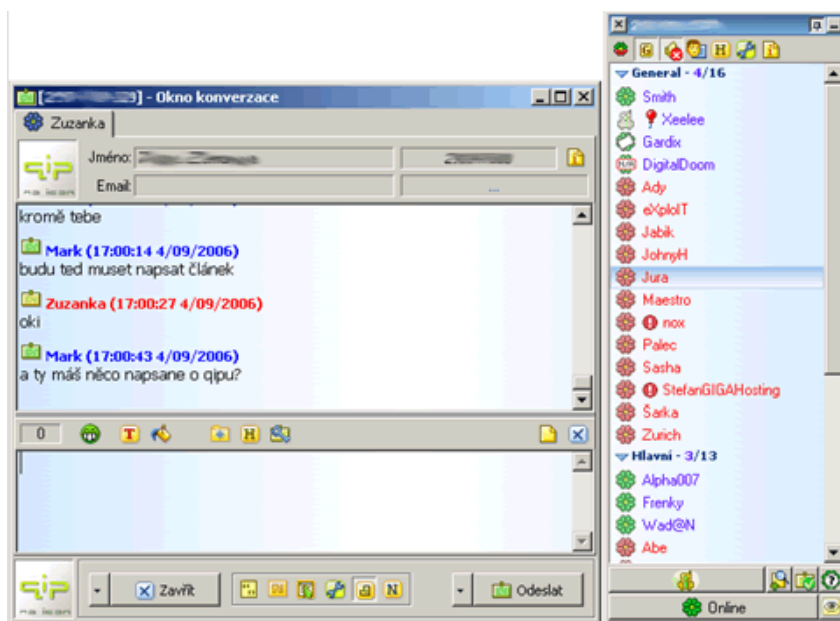 ] - Okno konverzace
Zuzanka
qip
Jméno:
Email:
...
kromě tebe
Mark (17:00:14 4/09/2006)
budu ted muset napsat článek
Zuzanka (17:00:27 4/09/2006)
oki
Mark (17:00:43 4/09/2006)
a ty máš něco napsane o qipu?
0
T
H
qip
Zavřít
N
Odeslat
G
H
General - 4/16
Smith
Xeelee
Gardix
N/A
DigitalDoom
Ady
eXploIT
Jabik
JohnyH
Jura
Maestro
nox
Palec
Sasha
StefanGIGAHosting
Šarka
Zurich
Hlavní - 3/13
Alpha007
Frenky
Wad@N
Abe
Online